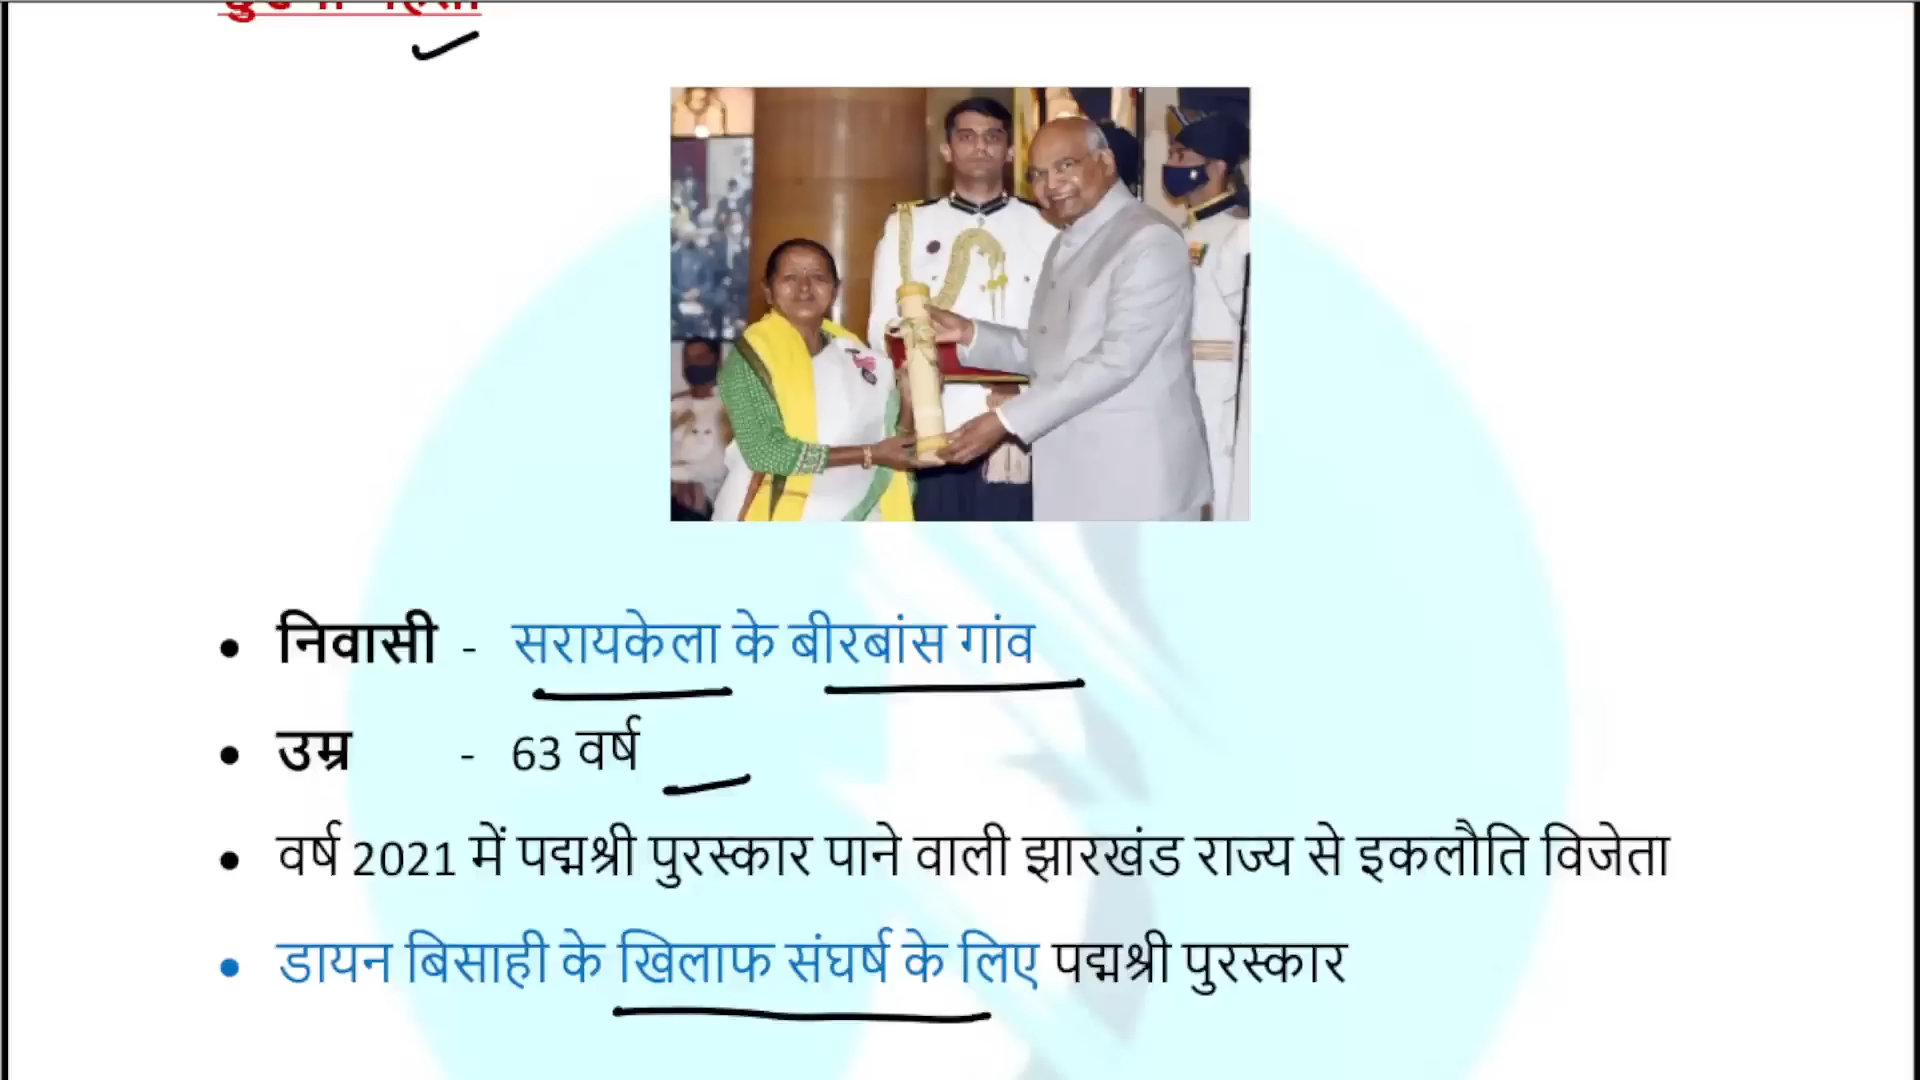 • निवासी - सरायकेला के बीरबांस गांव
• उम्र - 63 वर्ष
• वर्ष 2021 में पद्मश्री पुरस्कार पाने वाली झारखंड राज्य से इकलौति विजेता
• डायन बिसाही के खिलाफ संघर्ष के लिए पद्मश्री पुरस्कार